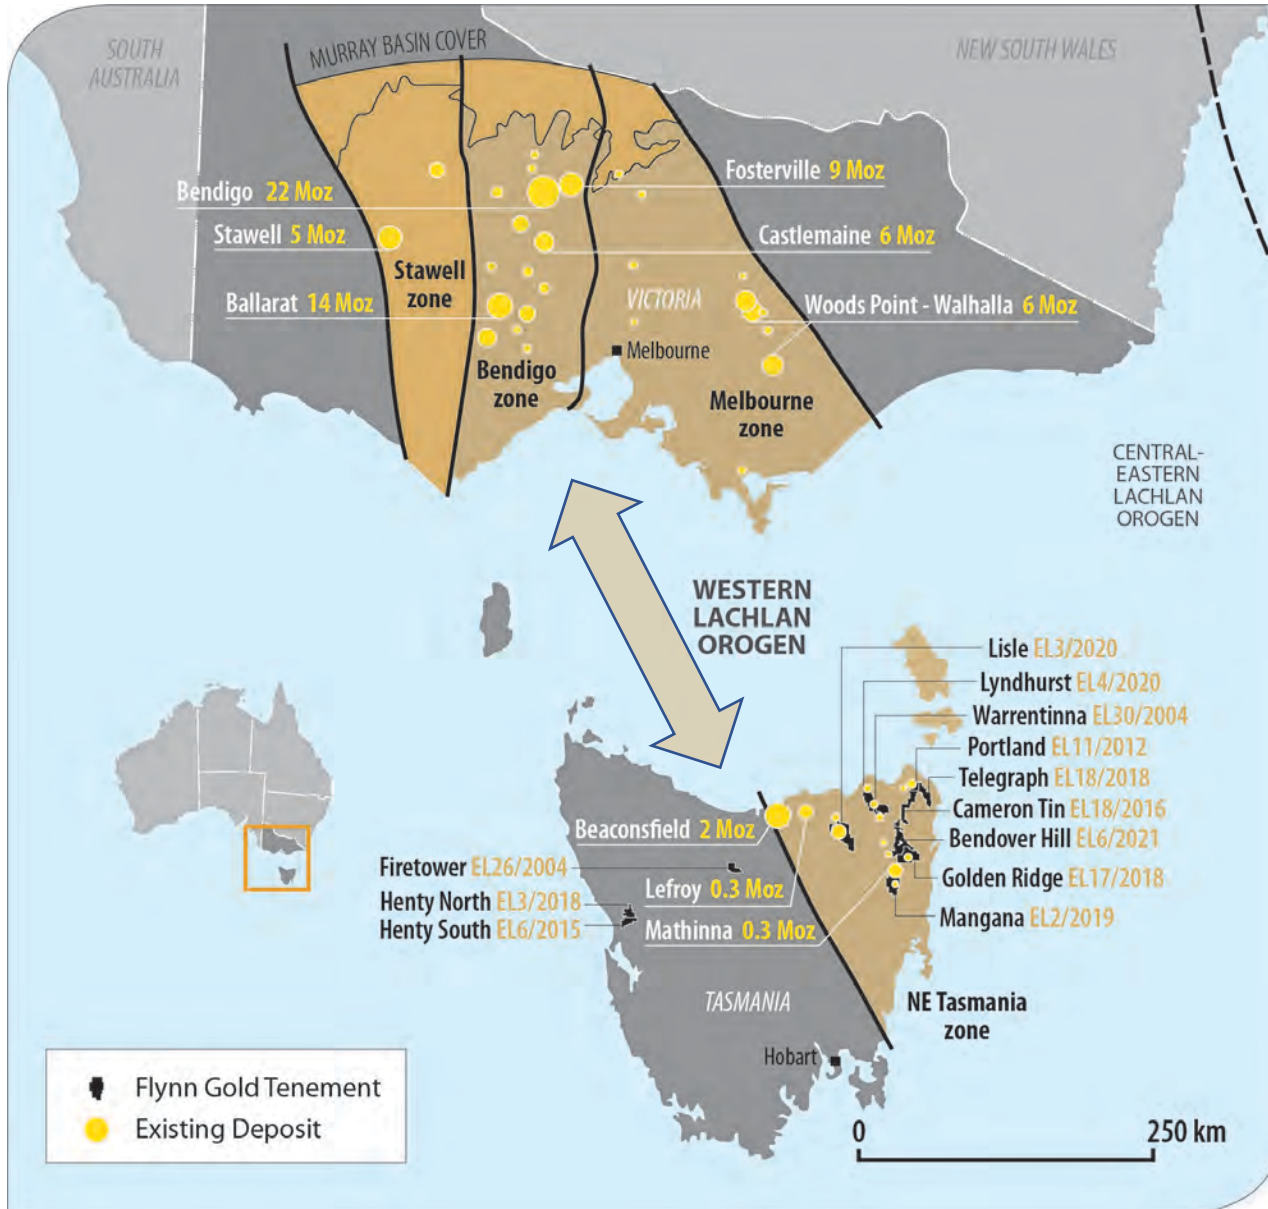 SOUTH
AUSTRALIA
MURRAY BASIN COVER
NEW SOUTH WALES
Bendigo 22 Moz
Fosterville 9 Moz
Stawell 5 Moz
Castlemaine 6 Moz
Stawell
zone
Ballarat 14 Moz
VICTORIA
Woods Point - Walhalla 6 Moz
Melbourne
Bendigo
zone
Melbourne
zone
CENTRAL-
EASTERN
LACHLAN
OROGEN
WESTERN
LACHLAN
OROGEN
Lisle EL3/2020
Lyndhurst EL4/2020
Warrentinna EL30/2004
Portland EL11/2012
Telegraph EL18/2018
Cameron Tin EL18/2016
Bendover Hill EL6/2021
Golden Ridge EL17/2018
Mangana EL2/2019
Beaconsfield 2 Moz
Firetower EL26/2004
Lefroy 0.3 Moz
Henty North EL3/2018
Henty South EL6/2015
Mathinna 0.3 Moz
TASMANIA
NE Tasmania
zone
Hobart
Flynn Gold Tenement
Existing Deposit
0 250 km